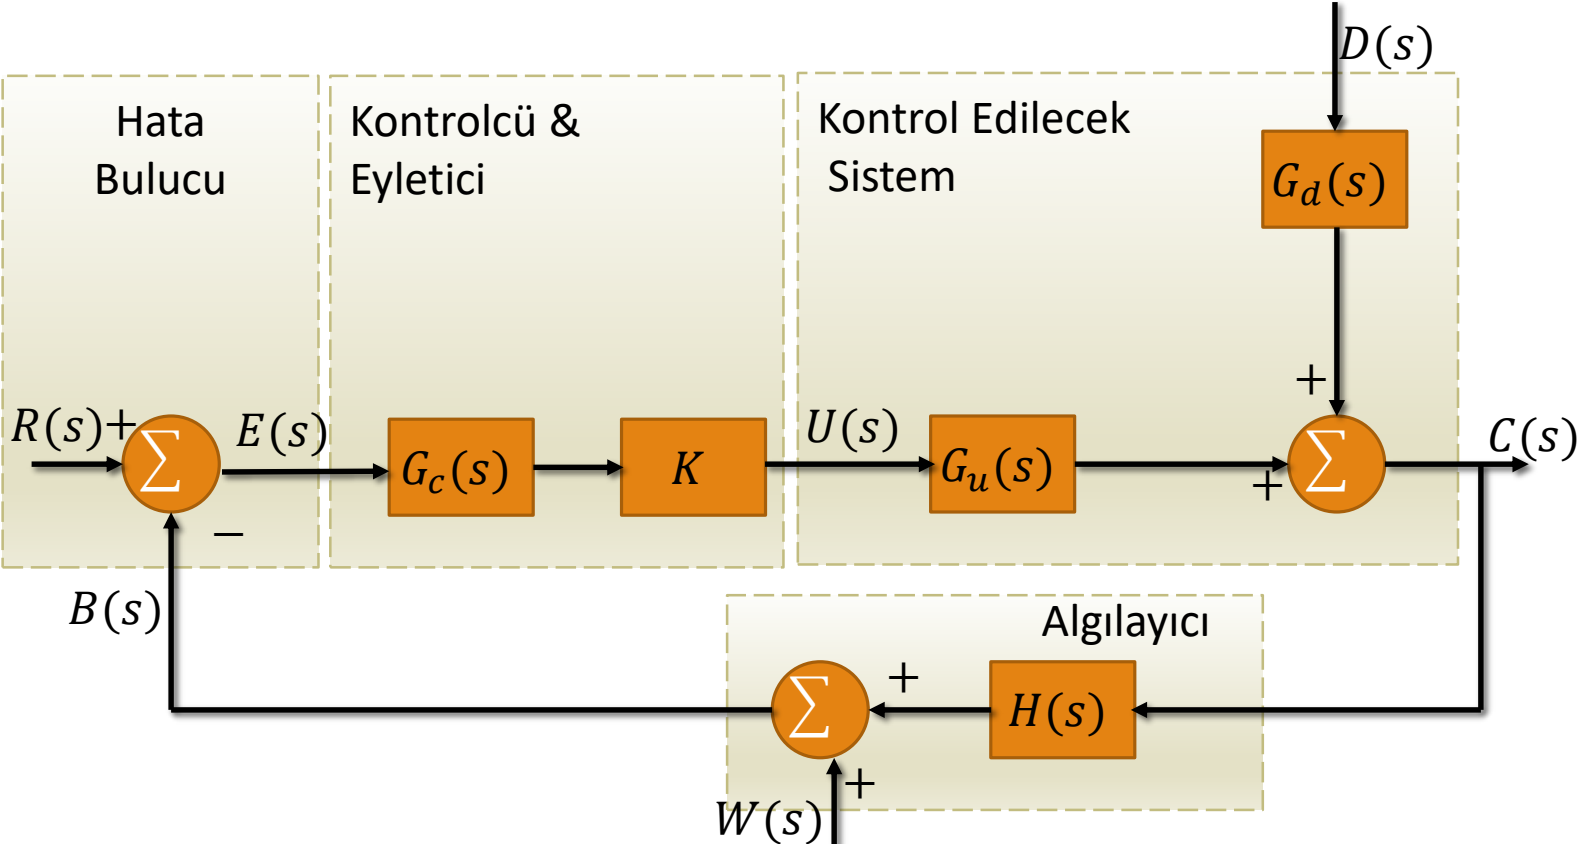 D(s)
Hata
Bulucu
Kontrolcü &
Eyletici
Kontrol Edilecek
Sistem
G_d(s)
+
R(s)+
∑
E(s)
G_c(s)
K
U(s)
G_u(s)
+
∑
C(s)
−
B(s)
Algılayıcı
∑
+
H(s)
+
W(s)